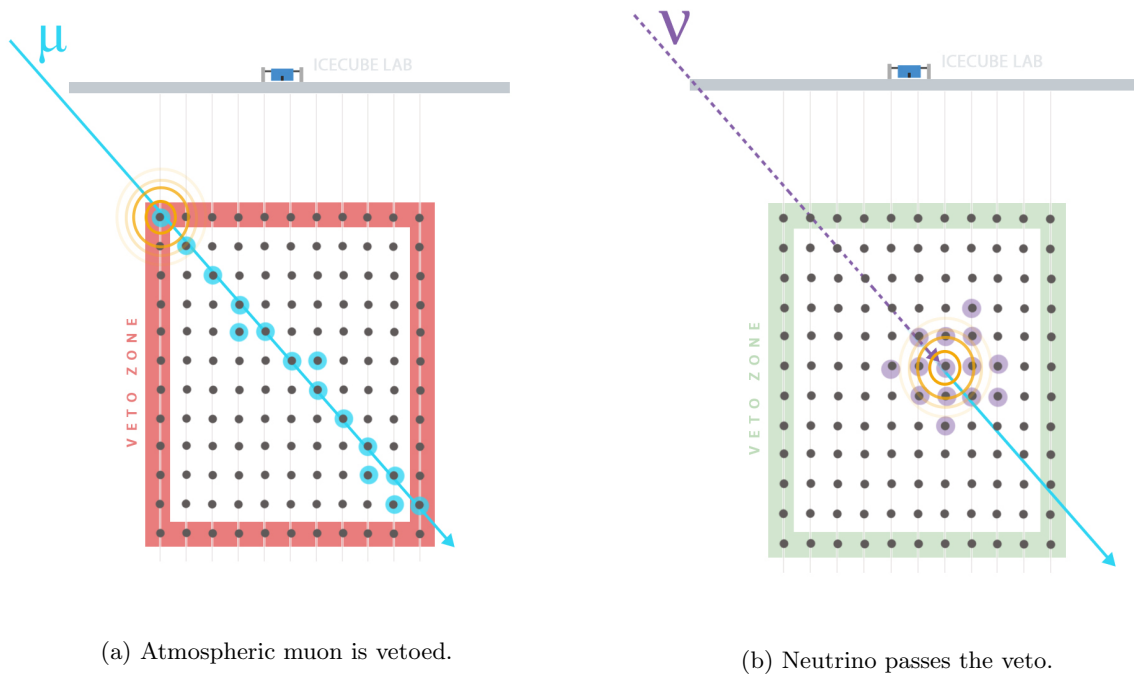 μ
ICECUBE LAB
VETO ZONE
(a) Atmospheric muon is vetoed.
ν
ICECUBE LAB
VETO ZONE
(b) Neutrino passes the veto.